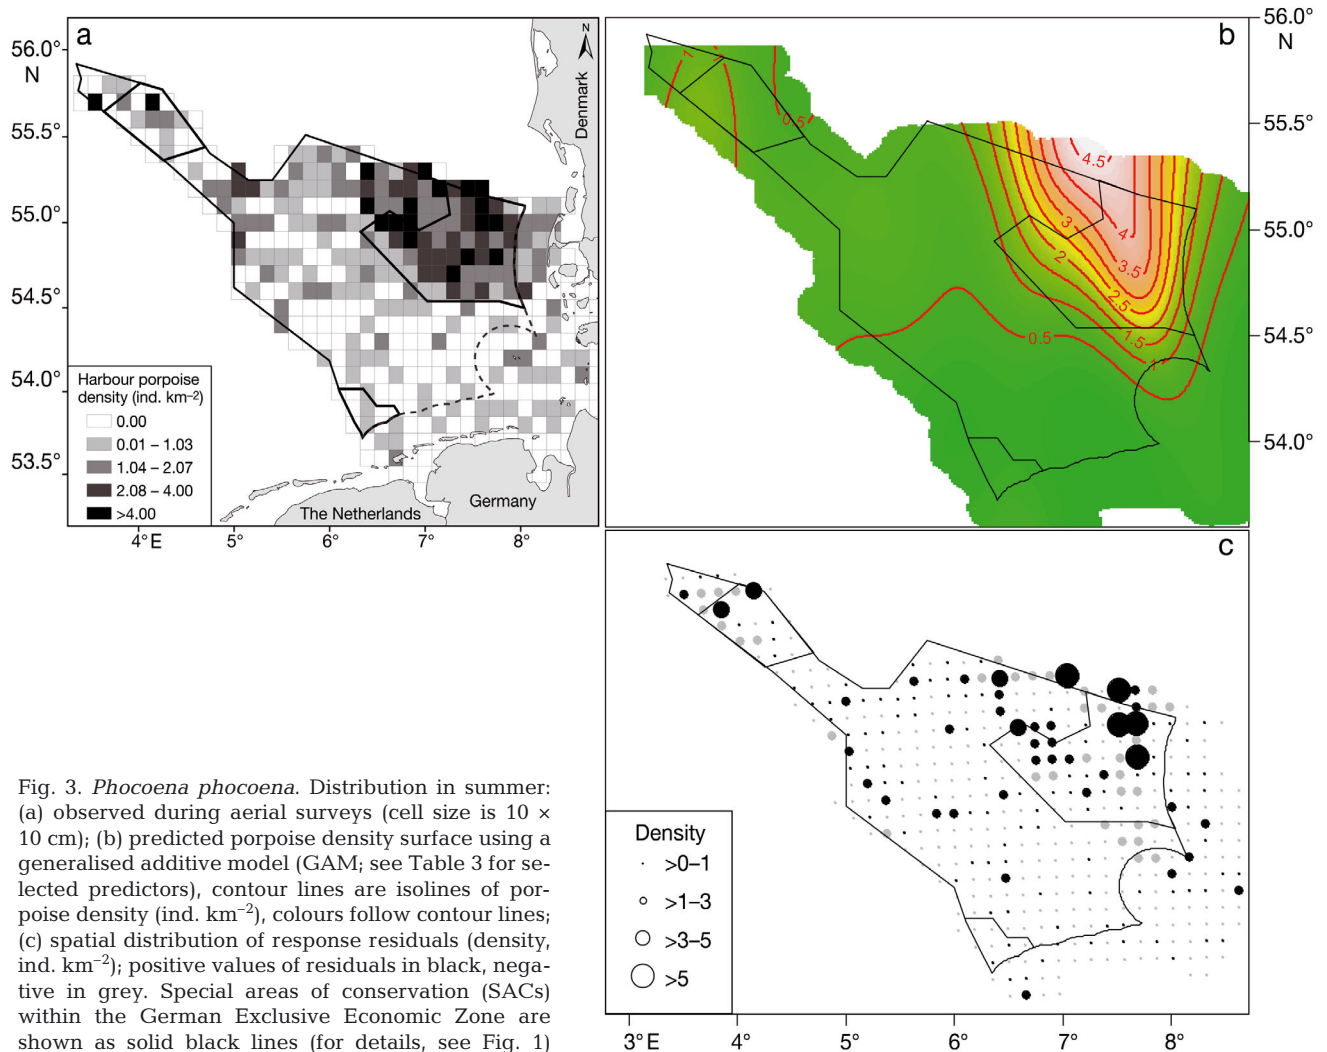 a
N
56.0°
N
55.5°
55.0°
54.5°
54.0°
53.5°
Denmark
Germany
The Netherlands
Harbour porpoise
density (ind. km–2)
0.00
0.01 – 1.03
1.04 – 2.07
2.08 – 4.00
>4.00
4° E
5°
6°
7°
8°
b
56.0°
N
55.5°
55.0°
54.5°
54.0°
1
1
0.5
4.5
4
3.5
3
2.5
2
1.5
1
0.5
c
Density
>0–1
>1–3
>3–5
>5
3° E
4°
5°
6°
7°
8°
Fig. 3. Phocoena phocoena. Distribution in summer:
(a) observed during aerial surveys (cell size is 10 ×
10 cm); (b) predicted porpoise density surface using a
generalised additive model (GAM; see Table 3 for se-
lected predictors), contour lines are isolines of por-
poise density (ind. km–2), colours follow contour lines;
(c) spatial distribution of response residuals (density,
ind. km–2); positive values of residuals in black, nega-
tive in grey. Special areas of conservation (SACs)
within the German Exclusive Economic Zone are
shown as solid black lines (for details, see Fig. 1)